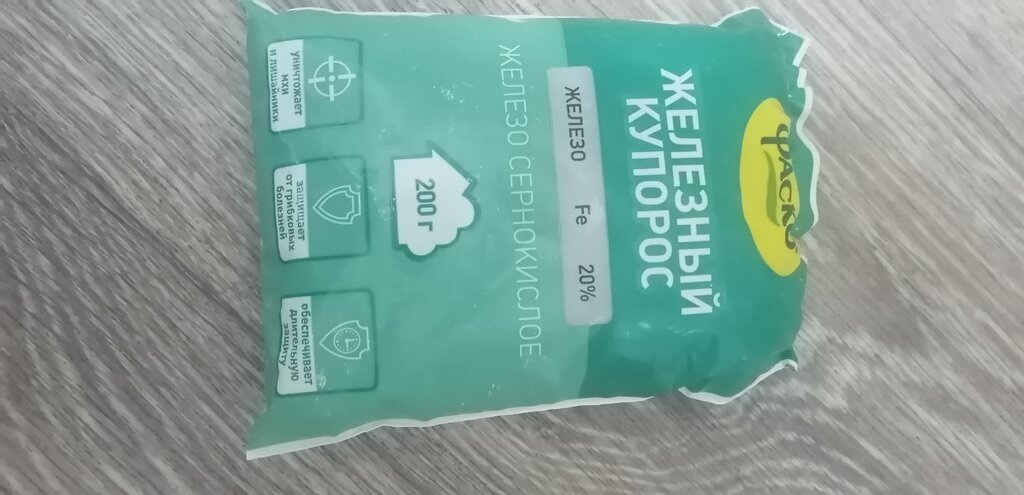 ФАСКО
ЖЕЛЕЗНЫЙ
КУПОРОС
ЖЕЛЕЗО Fe 20%
ЖЕЛЕЗО СЕРНОКИСЛОЕ
200 г
уничтожает
мхи
и лишайники
защищает
от грибковых
болезней
обеспечивает
длительную
защиту